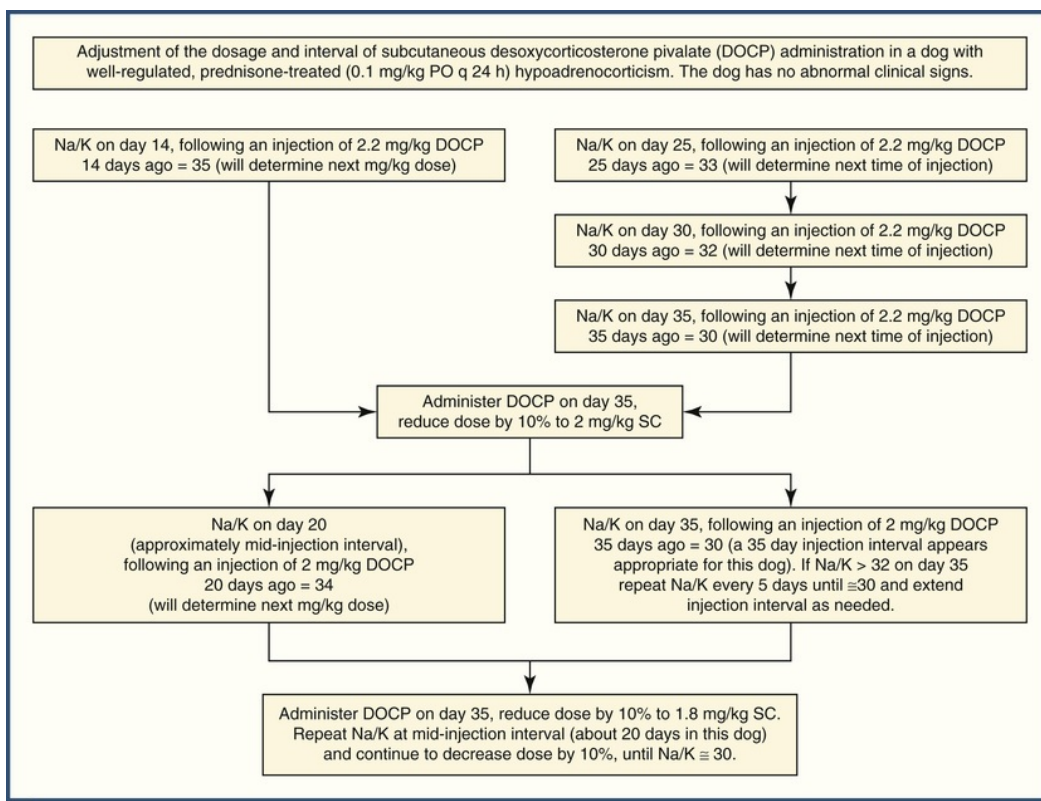 Adjustment of the dosage and interval of subcutaneous desoxycorticosterone pivalate (DOCP) administration in a dog with
well-regulated, prednisone-treated (0.1 mg/kg PO q 24 h) hypoadrenocorticism. The dog has no abnormal clinical signs.
Na/K on day 14, following an injection of 2.2 mg/kg DOCP
14 days ago = 35 (will determine next mg/kg dose)
Na/K on day 25, following an injection of 2.2 mg/kg DOCP
25 days ago = 33 (will determine next time of injection)
Na/K on day 30, following an injection of 2.2 mg/kg DOCP
30 days ago = 32 (will determine next time of injection)
Na/K on day 35, following an injection of 2.2 mg/kg DOCP
35 days ago = 30 (will determine next time of injection)
Administer DOCP on day 35,
reduce dose by 10% to 2 mg/kg SC
Na/K on day 20
(approximately mid-injection interval),
following an injection of 2 mg/kg DOCP
20 days ago = 34
(will determine next mg/kg dose)
Na/K on day 35, following an injection of 2 mg/kg DOCP
35 days ago = 30 (a 35 day injection interval appears
appropriate for this dog). If Na/K > 32 on day 35
repeat Na/K every 5 days until ≅30 and extend
injection interval as needed.
Administer DOCP on day 35, reduce dose by 10% to 1.8 mg/kg SC.
Repeat Na/K at mid-injection interval (about 20 days in this dog)
and continue to decrease dose by 10%, until Na/K ≅ 30.